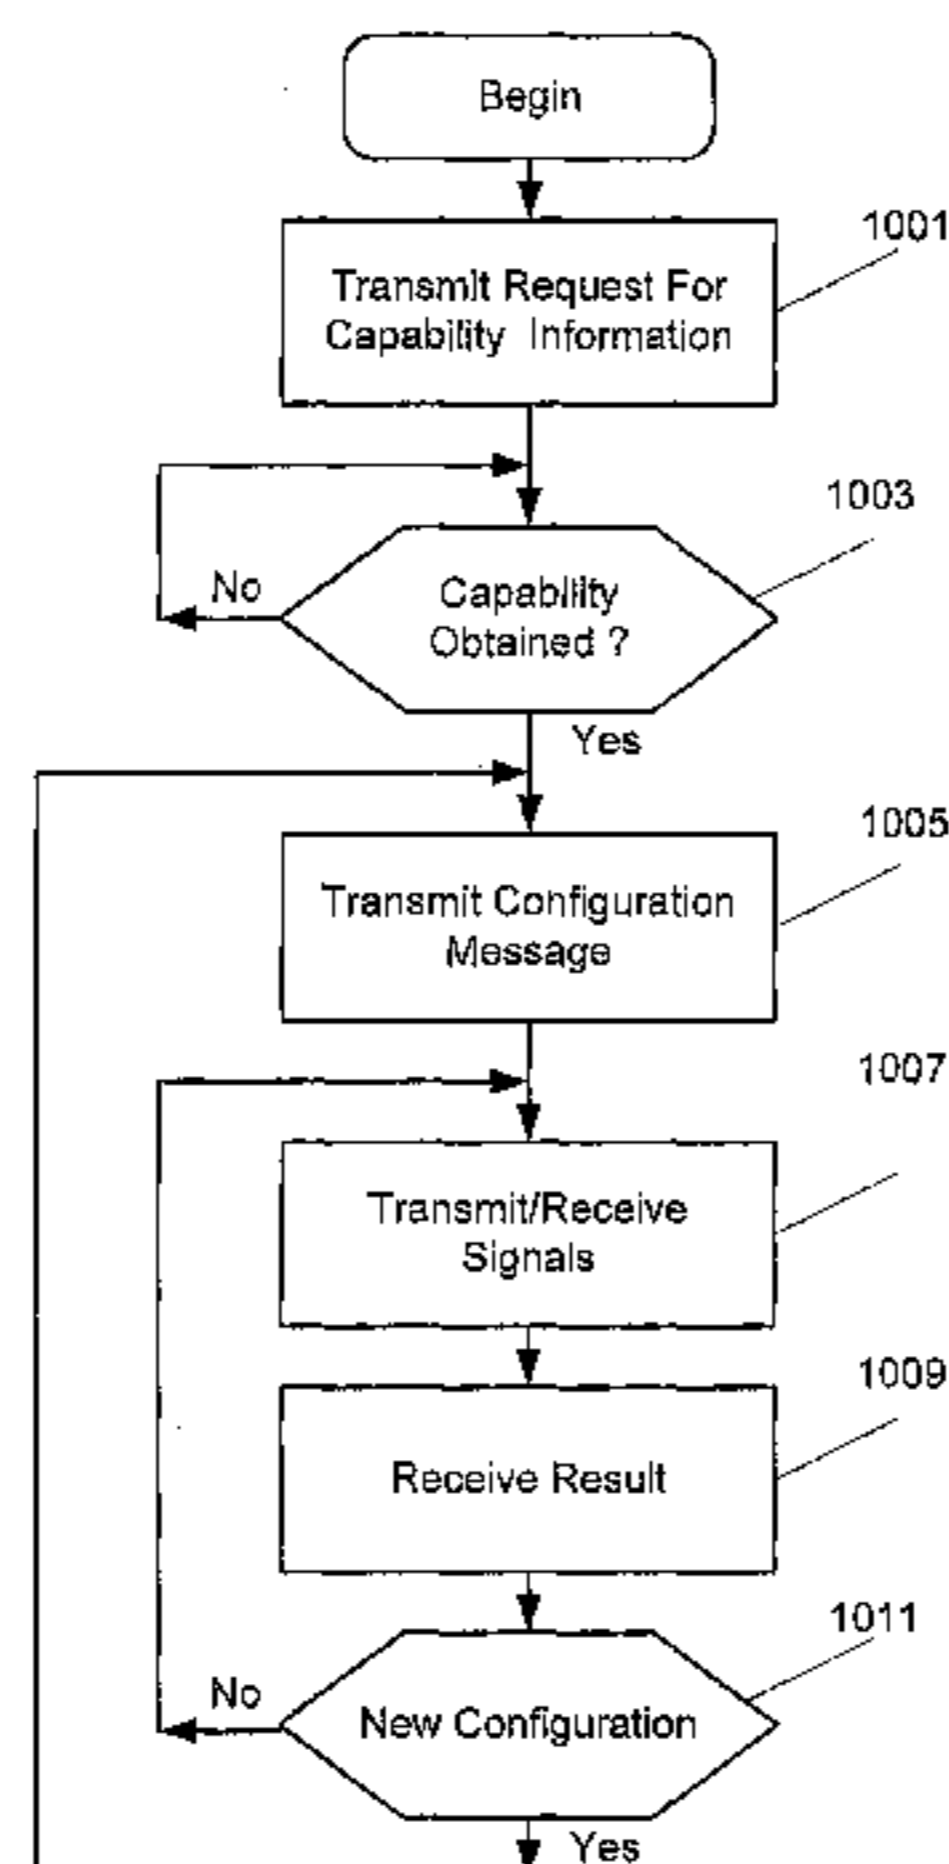 Begin
1001
Transmit Request For
Capability Information
1003
Capability
Obtained ?
No
Yes
1005
Transmit Configuration
Message
1007
Transmit/Receive
Signals
1009
Receive Result
1011
New Configuration
No
Yes